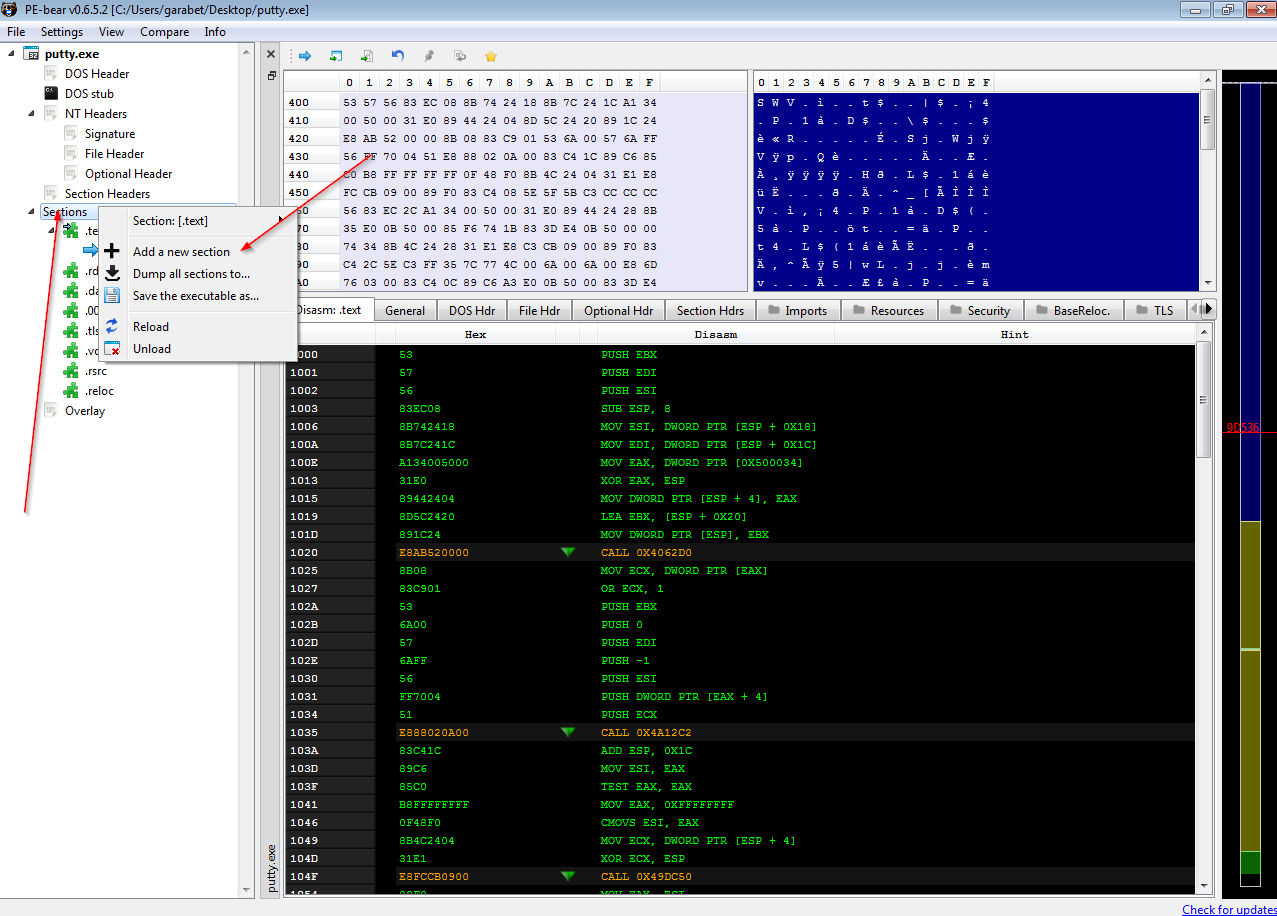 PE-bear v0.6.5.2 [C:/Users/garabet/Desktop/putty.exe]
File Settings View Compare Info
putty.exe
DOS Header
DOS stub
NT Headers
Signature
File Header
Optional Header
Section Headers
Sections
Section: [.text]
Add a new section
Dump all sections to...
Save the executable as...
Reload
Unload
.rsrc
.reloc
Overlay
putty.exe
0 1 2 3 4 5 6 7 8 9 A B C D E F
400 53 57 56 83 EC 08 8B 74 24 18 8B 7C 24 1C A1 34
410 00 50 00 31 E0 89 44 24 04 8D 5C 24 20 89 1C 24
420 E8 AB 52 00 00 8B 08 83 C9 01 53 6A 00 57 6A FF
430 56 FF 70 04 51 E8 88 02 0A 00 83 C4 1C 89 C6 85
440 C0 B8 FF FF FF FF 0F 48 F0 8B 4C 24 04 31 E1 E8
FC CB 09 00 89 F0 83 C4 08 5E 5F 5B C3 CC CC CC
56 83 EC 2C A1 34 00 50 00 31 E0 89 44 24 28 8B
35 E0 0B 50 00 85 F6 74 1B 83 3D E4 0B 50 00 00
74 34 8B 4C 24 28 31 E1 E8 C3 CB 09 00 89 F0 83
C4 2C 5E C3 FF 35 7C 77 4C 00 6A 00 6A 00 E8 6D
76 03 00 83 C4 0C 89 C6 A3 E0 0B 50 00 83 3D E4
0 1 2 3 4 5 6 7 8 9 A B C D E F
S W V . ì . . t $ . . | $ . ¡ 4
. P . 1 à . D $ . . \ $ . . . $
è « R . . . . . É . S j . W j ÿ
V ÿ p . Q è . . . . . Ä . . Æ .
À ¸ ÿ ÿ ÿ ÿ . H ð . L $ . 1 á è
ü Ë . . . ð . Ä . ^ _ [ Ã Ì Ì Ì
V . ì , ¡ 4 . P . 1 à . D $ ( .
5 à . P . . ö t . . = ä . P . .
t 4 . L $ ( 1 á è Ã Ë . . . ð .
Ä , ^ Ã ÿ 5 | w L . j . j . è m
v . . . Ä . . Æ £ à . P . . = ä
Disasm: .text General DOS Hdr File Hdr Optional Hdr Section Hdrs Imports Resources Security BaseReloc. TLS
Hex Disasm Hint
1000 53 PUSH EBX
1001 57 PUSH EDI
1002 56 PUSH ESI
1003 83EC08 SUB ESP, 8
1006 8B742418 MOV ESI, DWORD PTR [ESP + 0X18]
100A 8B7C241C MOV EDI, DWORD PTR [ESP + 0X1C]
100E A134005000 MOV EAX, DWORD PTR [0X500034]
1013 31E0 XOR EAX, ESP
1015 89442404 MOV DWORD PTR [ESP + 4], EAX
1019 8D5C2420 LEA EBX, [ESP + 0X20]
101D 891C24 MOV DWORD PTR [ESP], EBX
1020 E8AB520000 CALL 0X4062D0
1025 8B08 MOV ECX, DWORD PTR [EAX]
1027 83C901 OR ECX, 1
102A 53 PUSH EBX
102B 6A00 PUSH 0
102D 57 PUSH EDI
102E 6AFF PUSH -1
1030 56 PUSH ESI
1031 FF7004 PUSH DWORD PTR [EAX + 4]
1034 51 PUSH ECX
1035 E888020A00 CALL 0X4A12C2
103A 83C41C ADD ESP, 0X1C
103D 89C6 MOV ESI, EAX
103F 85C0 TEST EAX, EAX
1041 B8FFFFFFFF MOV EAX, 0XFFFFFFFF
1046 0F48F0 CMOVS ESI, EAX
1049 8B4C2404 MOV ECX, DWORD PTR [ESP + 4]
104D 31E1 XOR ECX, ESP
104F E8FCCB0900 CALL 0X49DC50
9D536
Check for updates